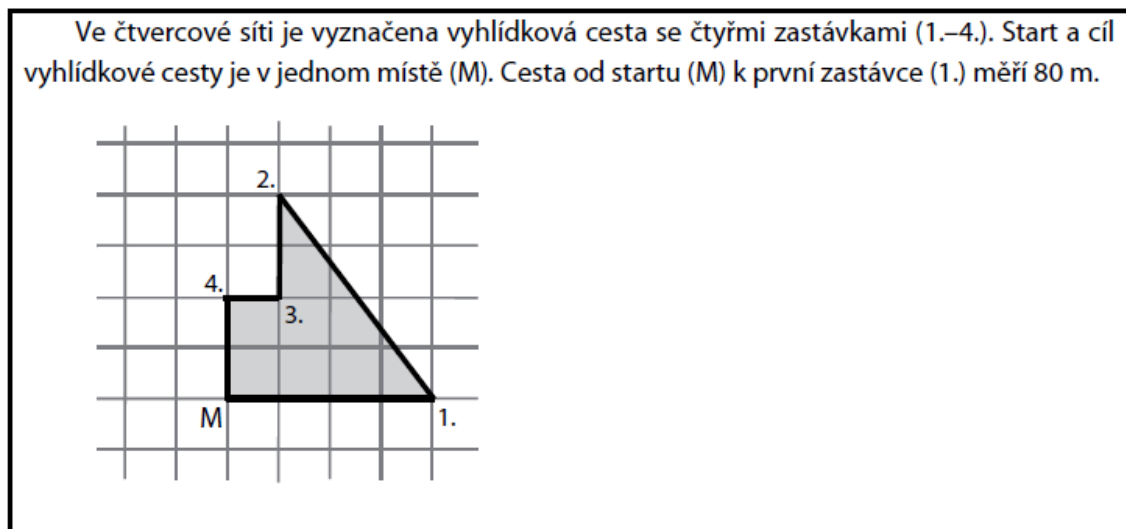 Ve čtvercové síti je vyznačena vyhlídková cesta se čtyřmi zastávkami (1.–4.). Start a cíl
vyhlídkové cesty je v jednom místě (M). Cesta od startu (M) k první zastávce (1.) měří 80 m.
2.
4.
3.
M
1.